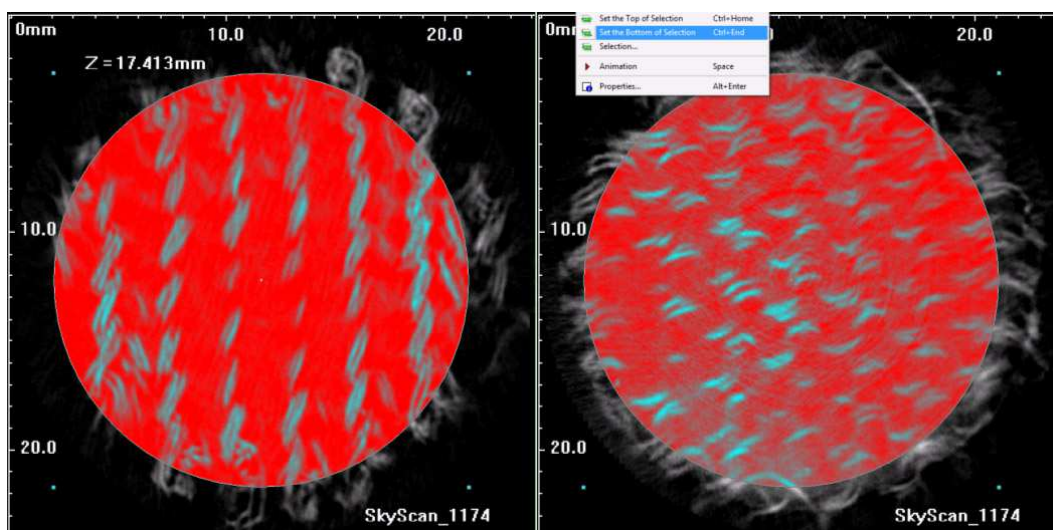 0mm 10.0 20.0
Z = 17.413mm
10.0
20.0
SkyScan_1174
0mm 20.0
Set the Top of Selection Ctrl+Home
Set the Bottom of Selection Ctrl+End
Selection...
Animation Space
Properties... Alt+Enter
10.0
20.0
SkyScan_1174